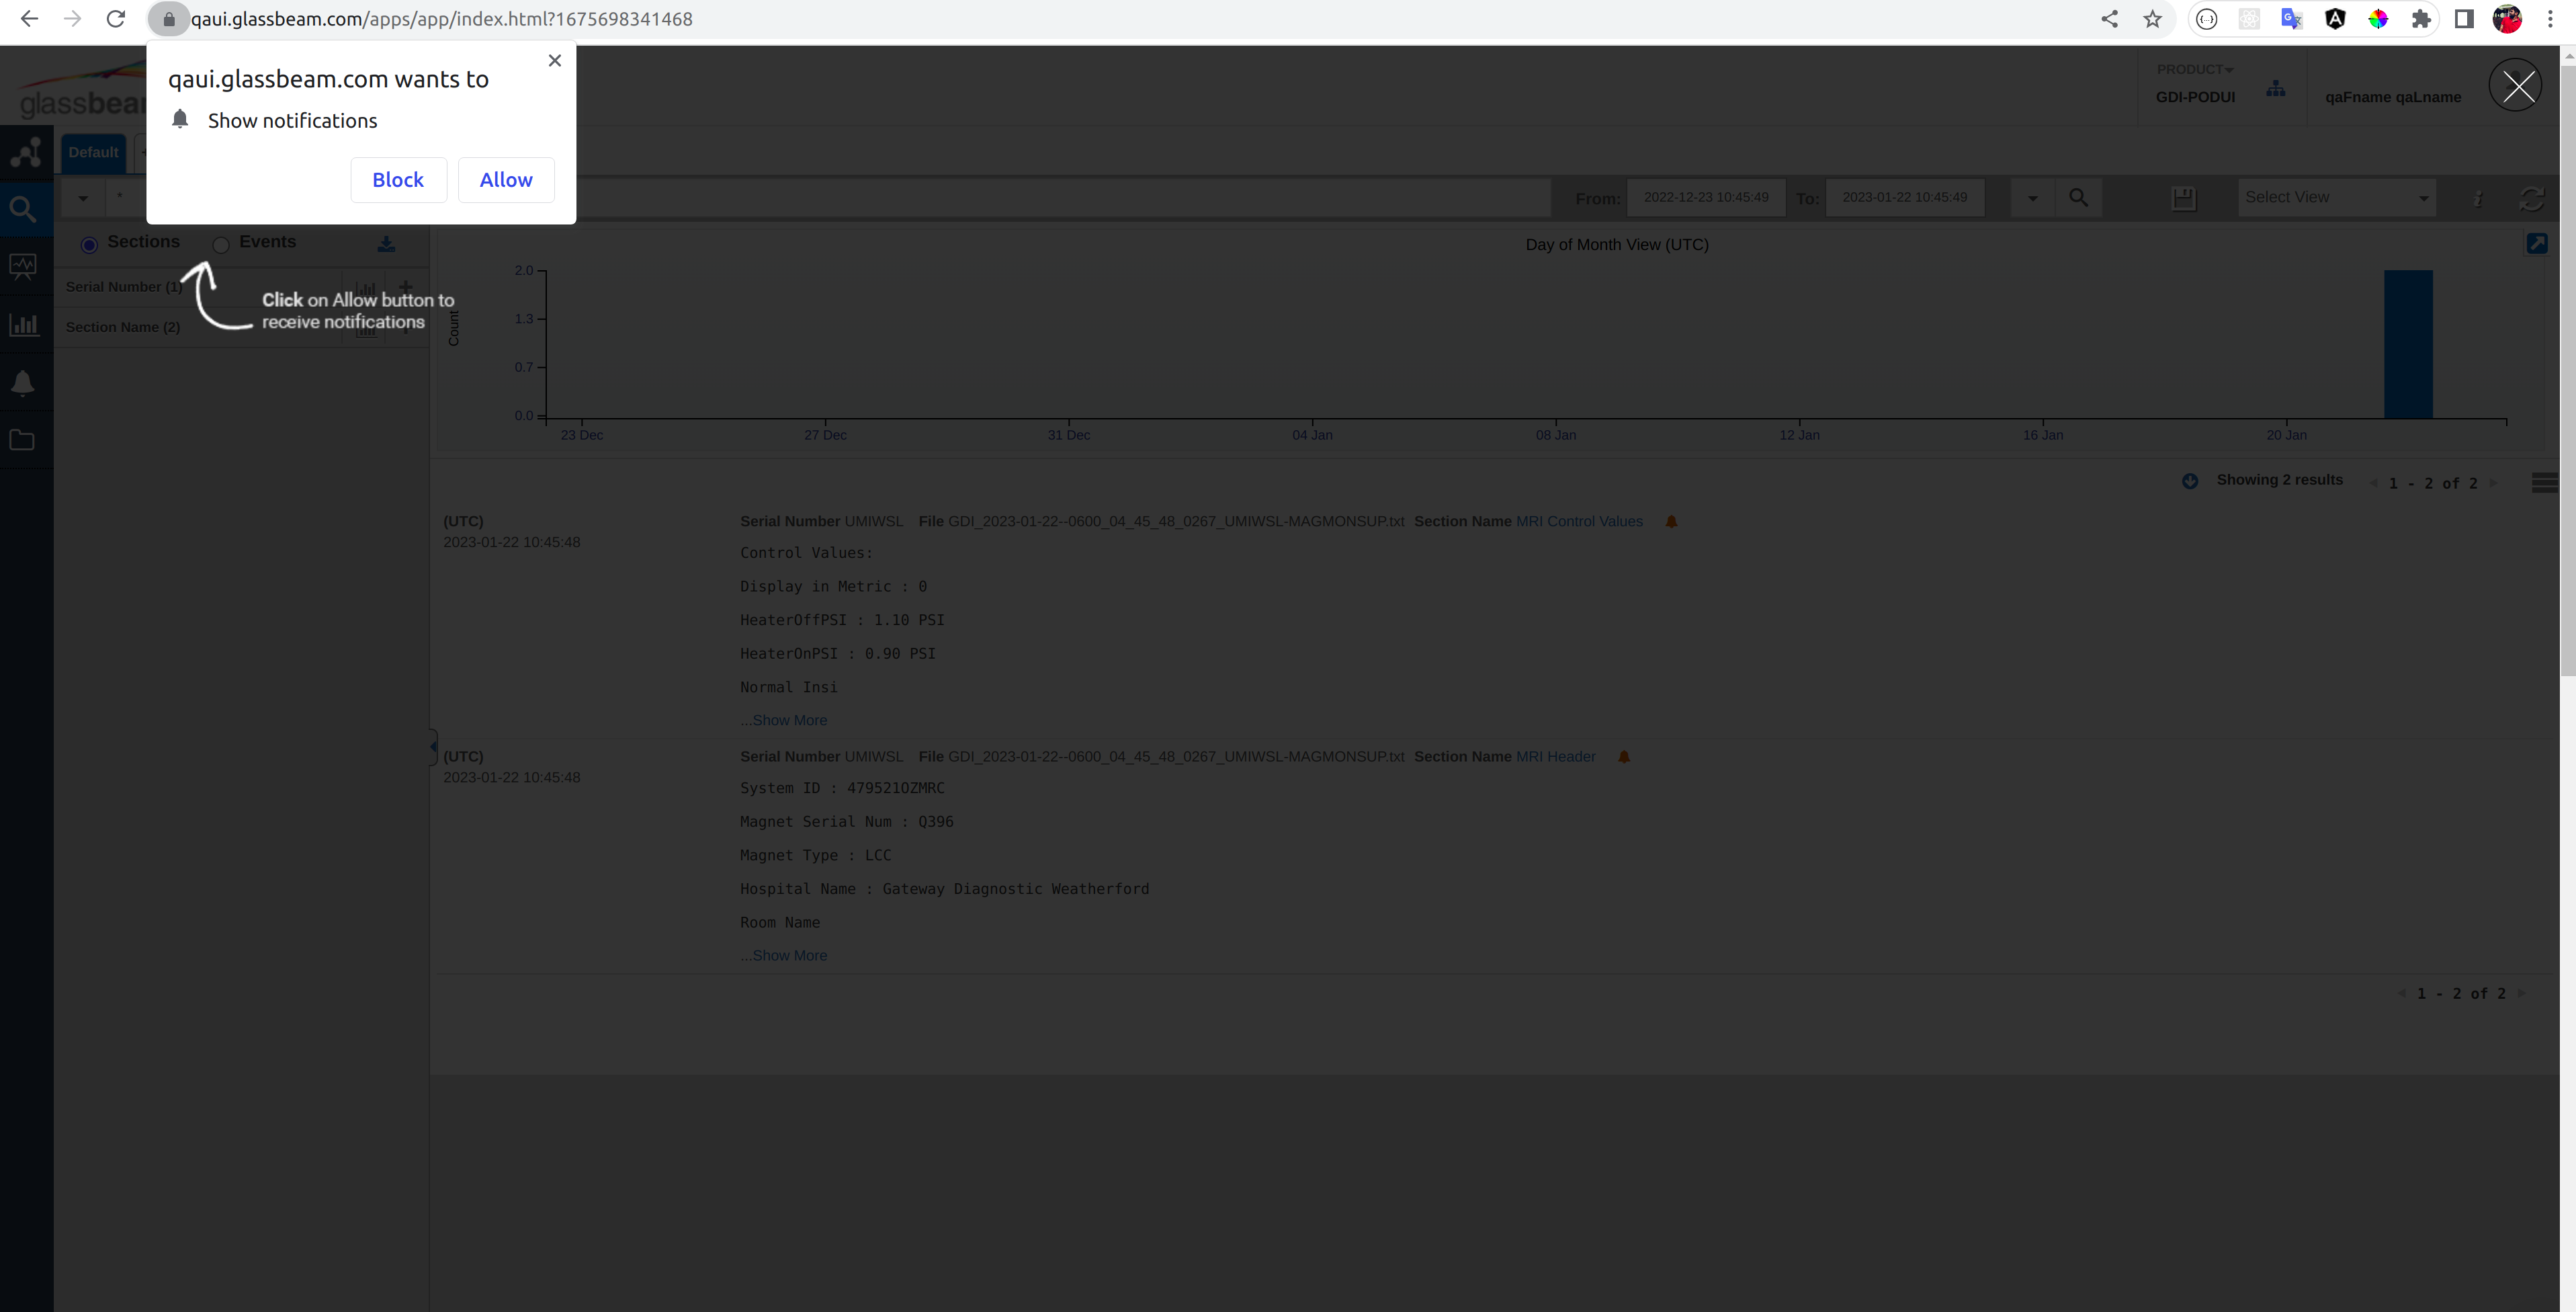 qaui.glassbeam.com/apps/app/index.html?1675698341468
qaui.glassbeam.com wants to
Show notifications
Block
Allow
glassbeam
PRODUCT
GDI-PODUI
qaFname qaLname
Default
*
From:
2022-12-23 10:45:49
To:
2023-01-22 10:45:49
Select View
i
Sections
Events
Serial Number (1)
Section Name (2)
Click on Allow button to
receive notifications
Day of Month View (UTC)
Count
2.0
1.3
0.7
0.0
23 Dec
27 Dec
31 Dec
04 Jan
08 Jan
12 Jan
16 Jan
20 Jan
Showing 2 results
1 - 2 of 2
(UTC)
2023-01-22 10:45:48
Serial Number UMIWSL File GDI_2023-01-22--0600_04_45_48_0267_UMIWSL-MAGMONSUP.txt Section Name MRI Control Values
Control Values:
Display in Metric : 0
HeaterOffPSI : 1.10 PSI
HeaterOnPSI : 0.90 PSI
Normal Insi
...Show More
(UTC)
2023-01-22 10:45:48
Serial Number UMIWSL File GDI_2023-01-22--0600_04_45_48_0267_UMIWSL-MAGMONSUP.txt Section Name MRI Header
System ID : 479521OZMRC
Magnet Serial Num : Q396
Magnet Type : LCC
Hospital Name : Gateway Diagnostic Weatherford
Room Name
...Show More
1 - 2 of 2